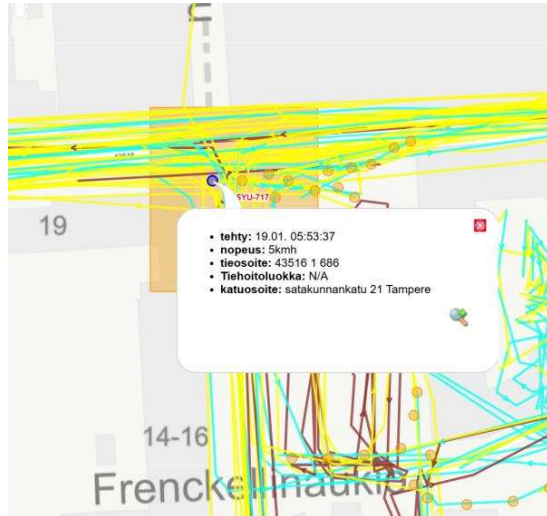 SYU-717
19
tehty: 19.01. 05:53:37
nopeus: 5kmh
tieosoite: 43516 1 686
Tiehoitoluokka: N/A
katuosoite: satakunnankatu 21 Tampere
14-16
Frenckellinaukio